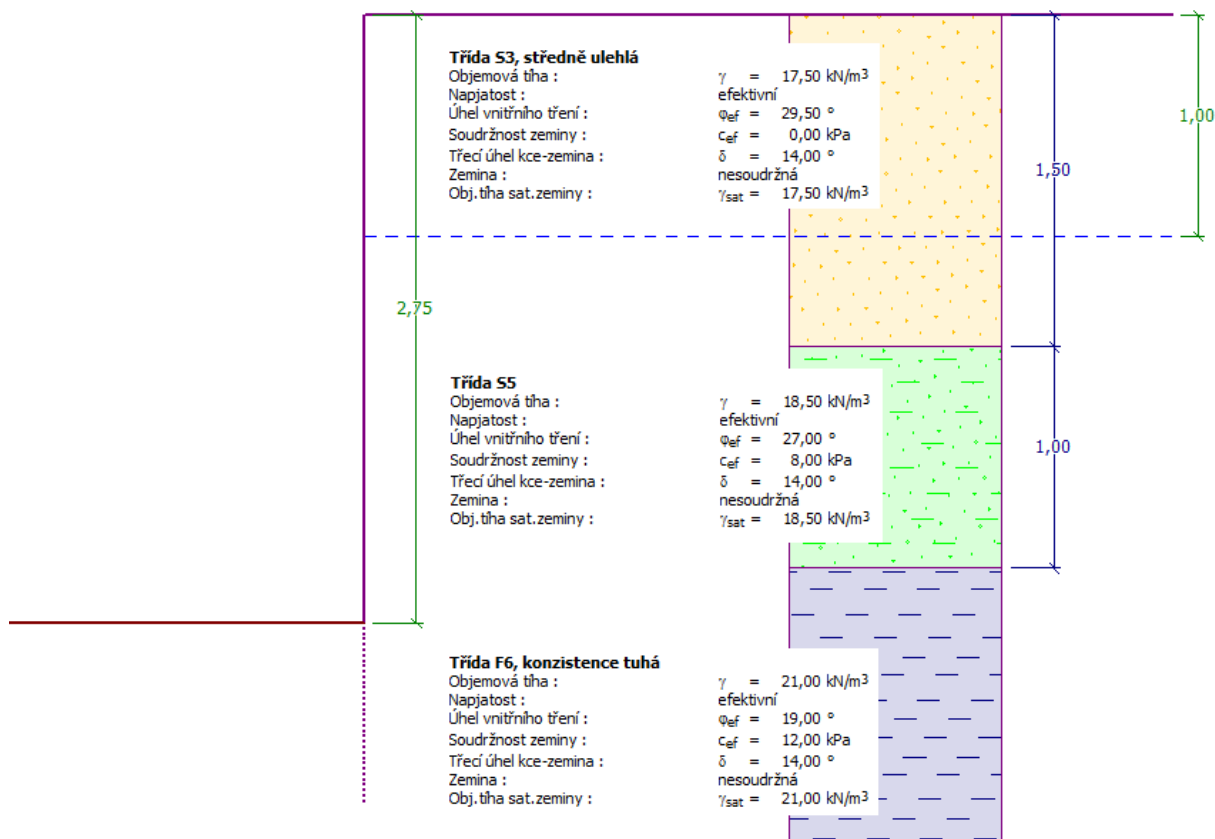 Třída S3, středně ulehlá
Objemová tíha : γ = 17,50 kN/m³
Napjatost : efektivní
Úhel vnitřního tření : φef = 29,50 °
Soudržnost zeminy : cef = 0,00 kPa
Třecí úhel kce-zemina : δ = 14,00 °
Zemina : nesoudržná
Obj.tíha sat.zeminy : γsat = 17,50 kN/m³
1,00
1,50
2,75
Třída S5
Objemová tíha : γ = 18,50 kN/m³
Napjatost : efektivní
Úhel vnitřního tření : φef = 27,00 °
Soudržnost zeminy : cef = 8,00 kPa
Třecí úhel kce-zemina : δ = 14,00 °
Zemina : nesoudržná
Obj.tíha sat.zeminy : γsat = 18,50 kN/m³
1,00
Třída F6, konzistence tuhá
Objemová tíha : γ = 21,00 kN/m³
Napjatost : efektivní
Úhel vnitřního tření : φef = 19,00 °
Soudržnost zeminy : cef = 12,00 kPa
Třecí úhel kce-zemina : δ = 14,00 °
Zemina : nesoudržná
Obj.tíha sat.zeminy : γsat = 21,00 kN/m³